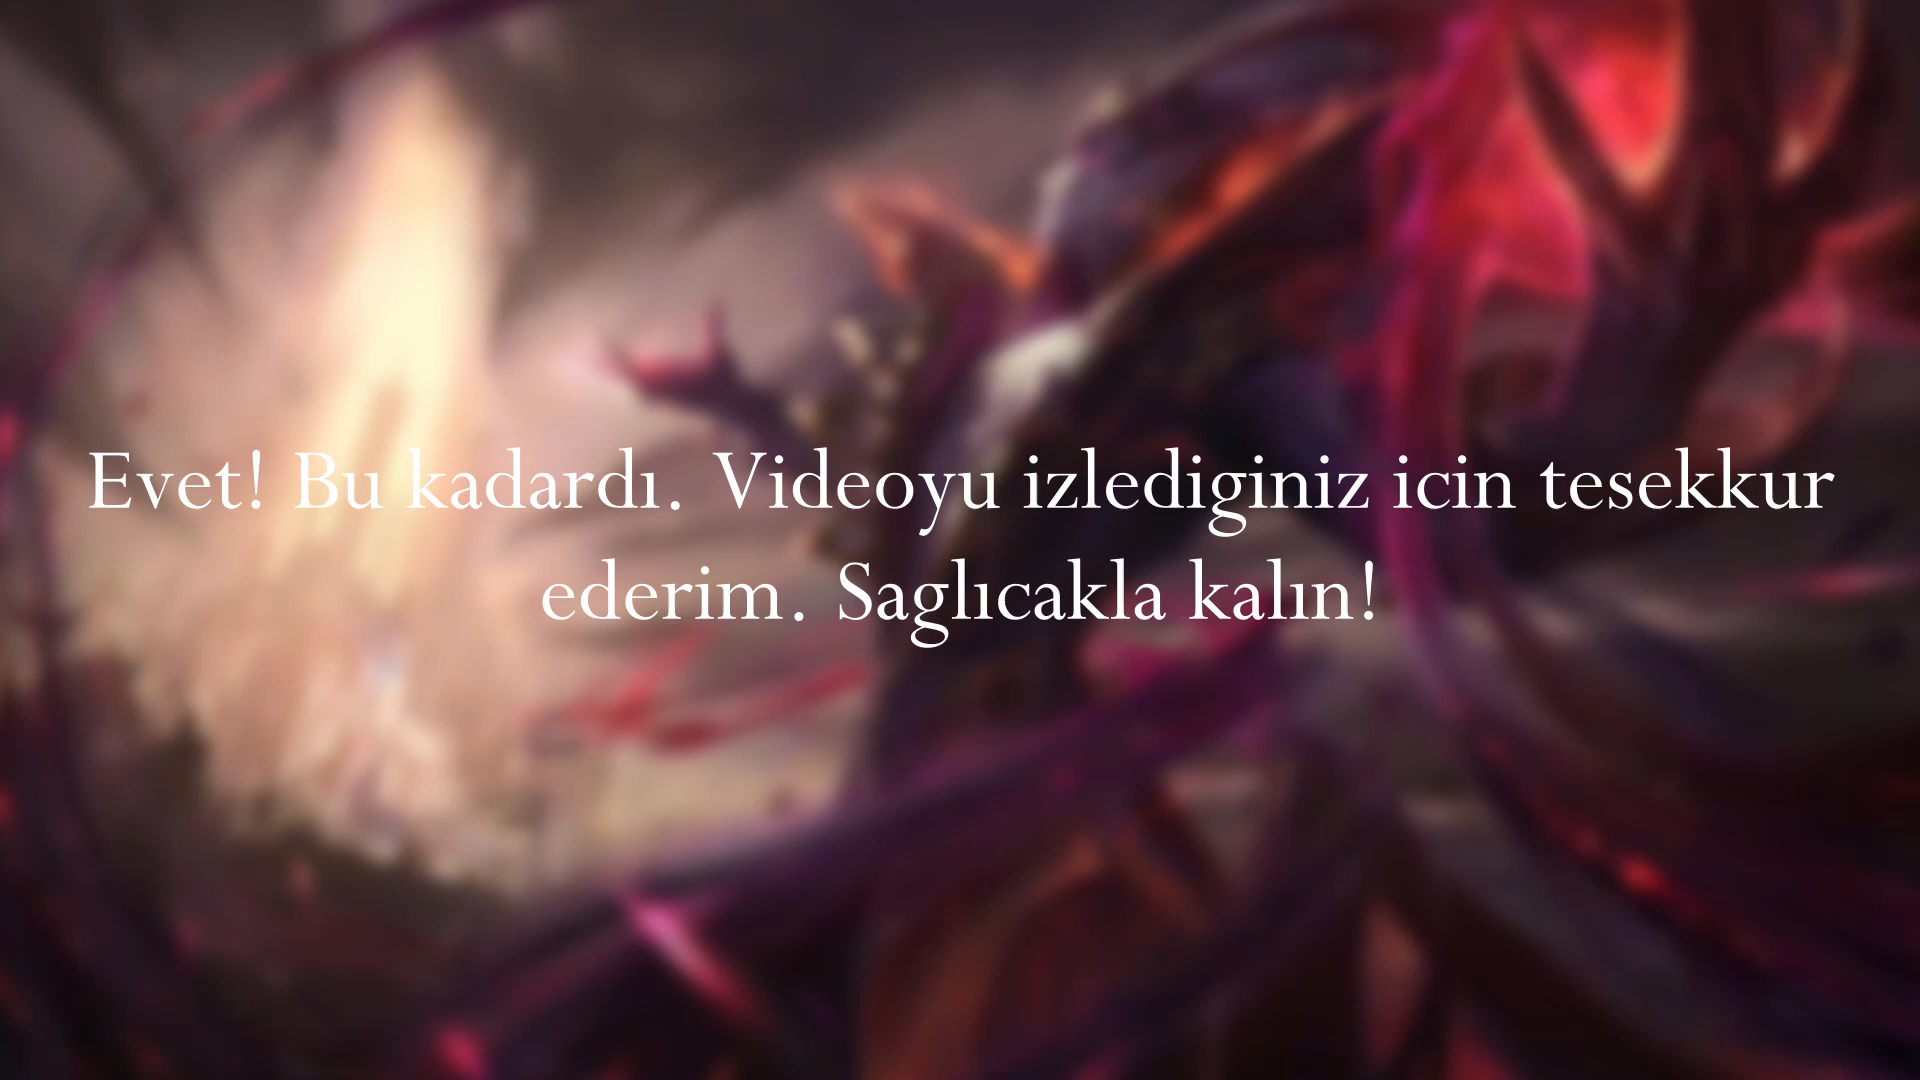 Evet! Bu kadardı. Videoyu izlediginiz icin tesekkur
ederim. Saglıcakla kalın!